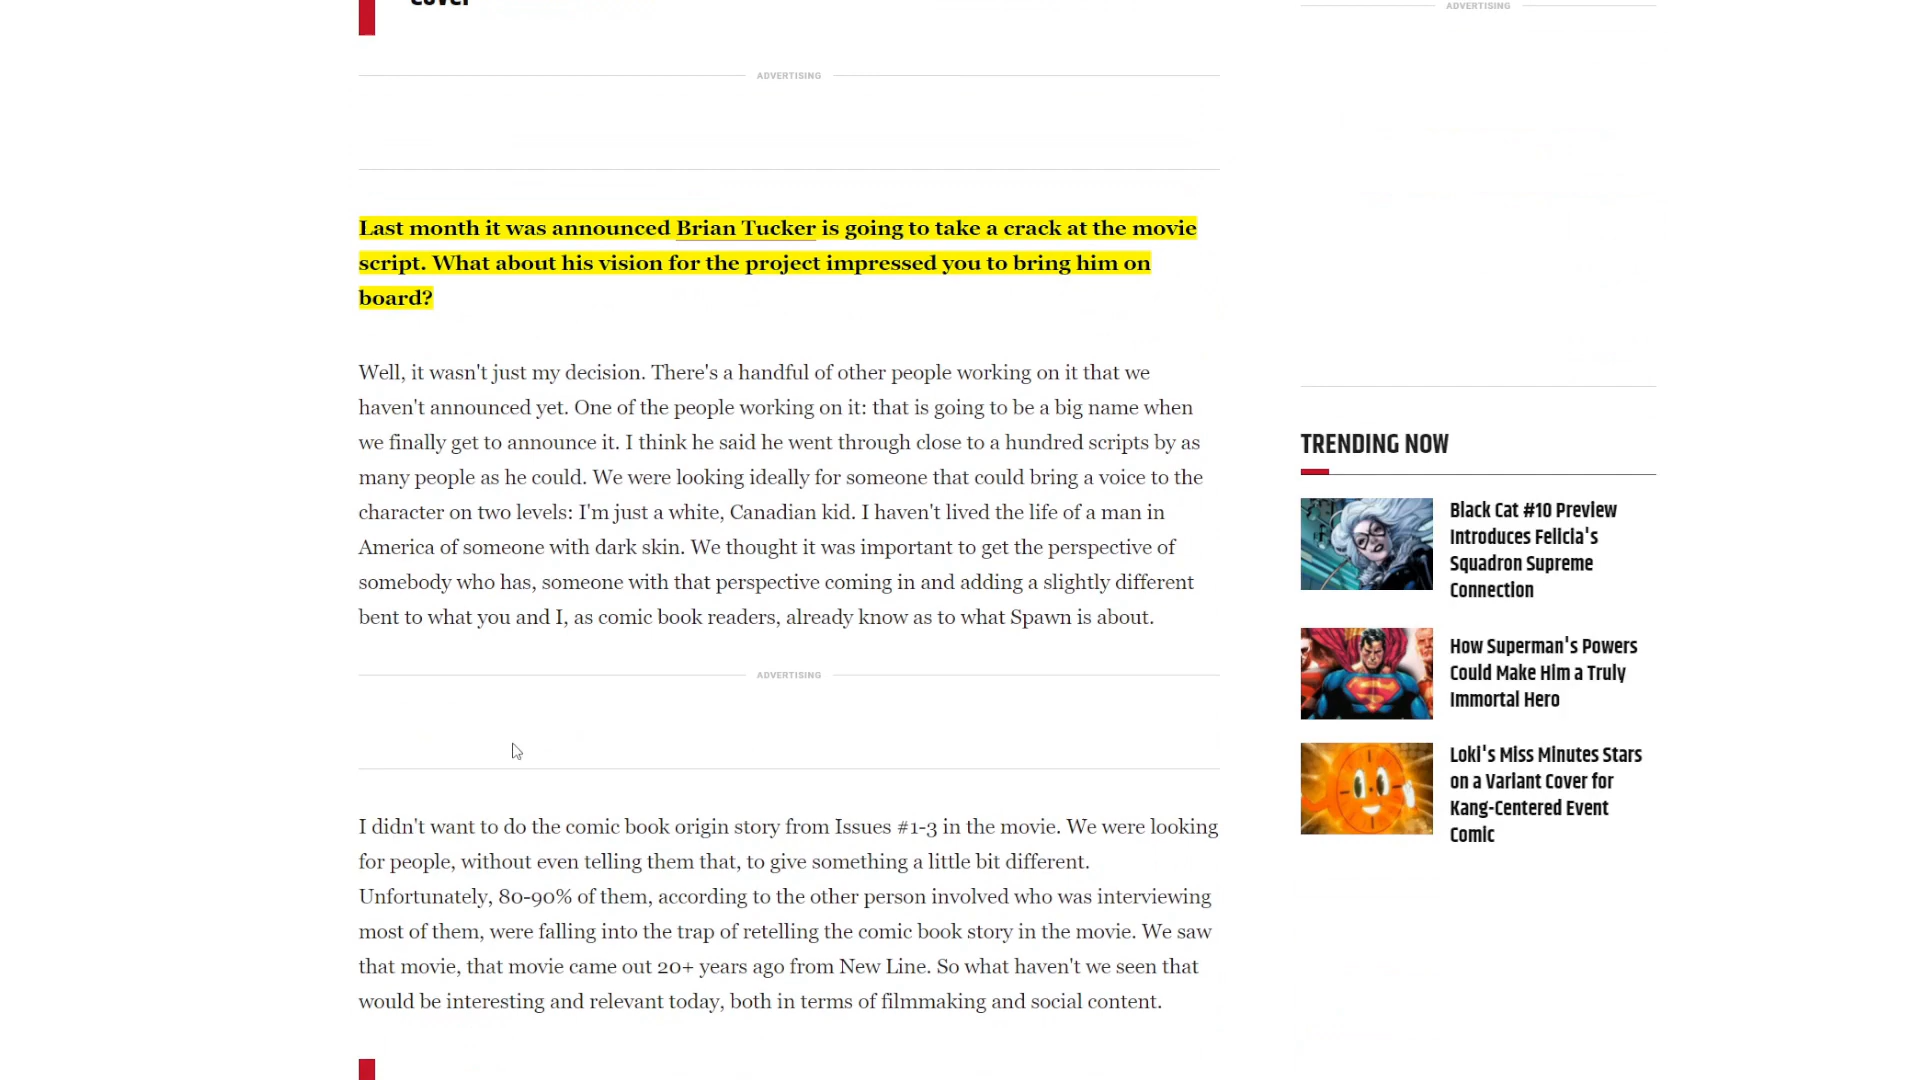 Cover
ADVERTISING
Last month it was announced Brian Tucker is going to take a crack at the movie
script. What about his vision for the project impressed you to bring him on
board?
Well, it wasn't just my decision. There's a handful of other people working on it that we
haven't announced yet. One of the people working on it: that is going to be a big name when
we finally get to announce it. I think he said he went through close to a hundred scripts by as
many people as he could. We were looking ideally for someone that could bring a voice to the
character on two levels: I'm just a white, Canadian kid. I haven't lived the life of a man in
America of someone with dark skin. We thought it was important to get the perspective of
somebody who has, someone with that perspective coming in and adding a slightly different
bent to what you and I, as comic book readers, already know as to what Spawn is about.
ADVERTISING
I didn't want to do the comic book origin story from Issues #1-3 in the movie. We were looking
for people, without even telling them that, to give something a little bit different.
Unfortunately, 80-90% of them, according to the other person involved who was interviewing
most of them, were falling into the trap of retelling the comic book story in the movie. We saw
that movie, that movie came out 20+ years ago from New Line. So what haven't we seen that
would be interesting and relevant today, both in terms of filmmaking and social content.
ADVERTISING
TRENDING NOW
Black Cat #10 Preview
Introduces Felicia's
Squadron Supreme
Connection
How Superman's Powers
Could Make Him a Truly
Immortal Hero
Loki's Miss Minutes Stars
on a Variant Cover for
Kang-Centered Event
Comic